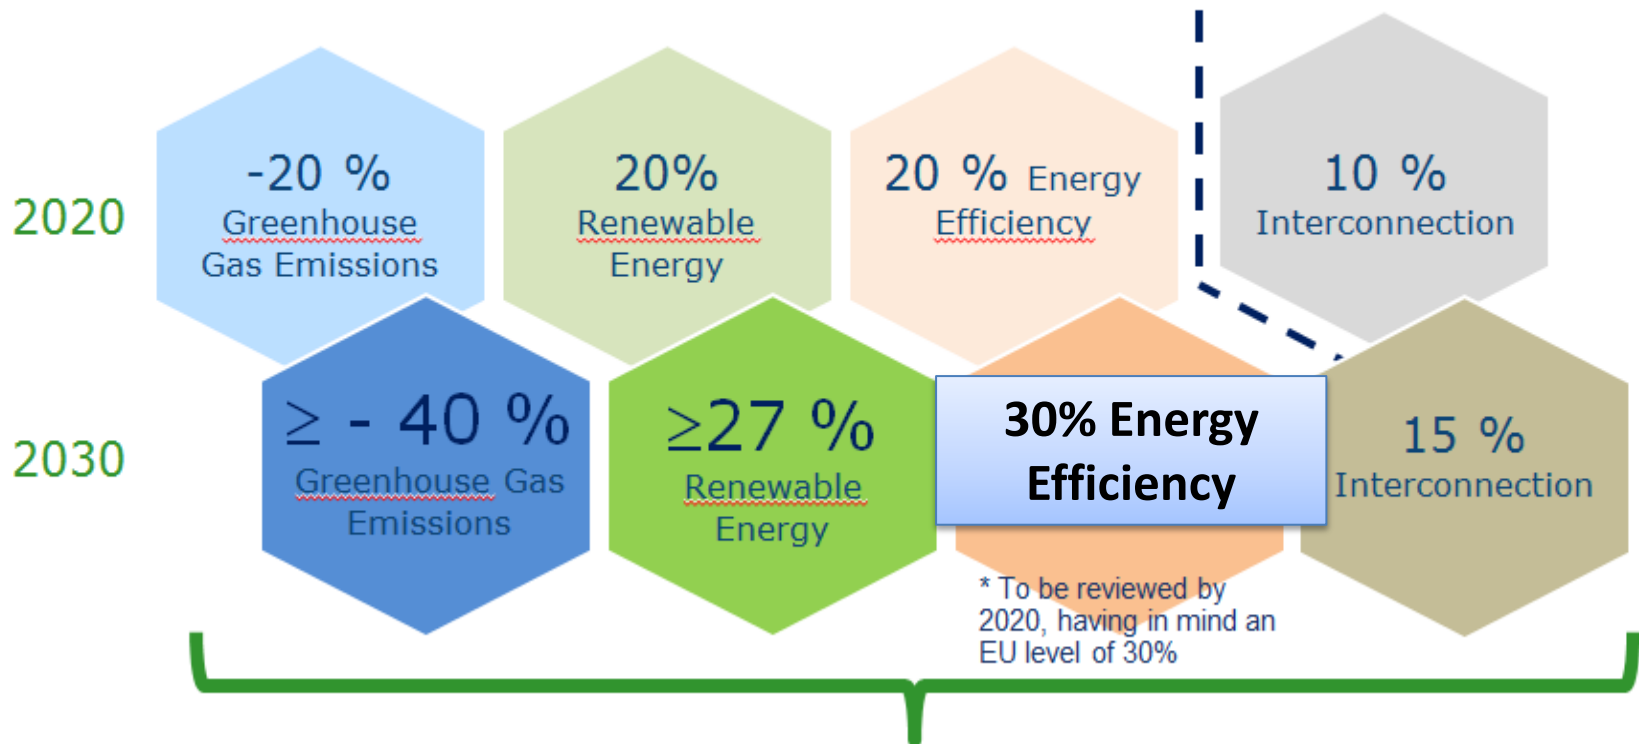 2020
-20 %
Greenhouse
Gas Emissions
20%
Renewable
Energy
20 % Energy
Efficiency
10 %
Interconnection
2030
≥ - 40 %
Greenhouse Gas
Emissions
≥27 %
Renewable
Energy
30% Energy
Efficiency
* To be reviewed by
2020, having in mind an
EU level of 30%
15 %
Interconnection